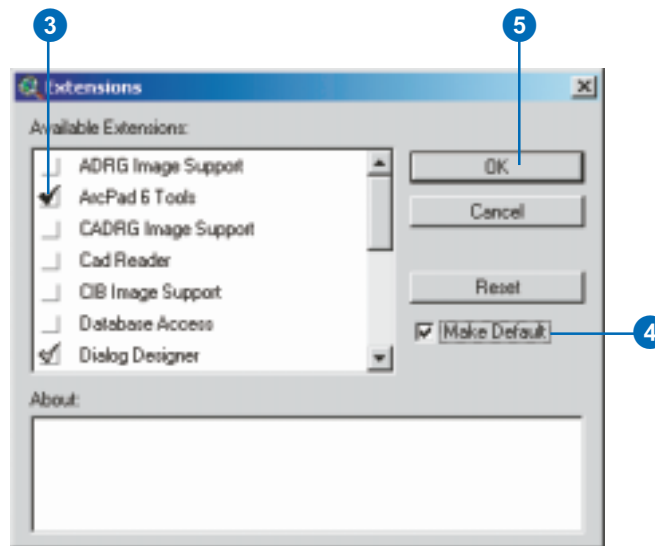 3
5
Extensions
Available Extensions:
ADRG Image Support
ArcPad 6 Tools
CADRG Image Support
Cad Reader
CIB Image Support
Database Access
Dialog Designer
OK
Cancel
Reset
Make Default
4
About: